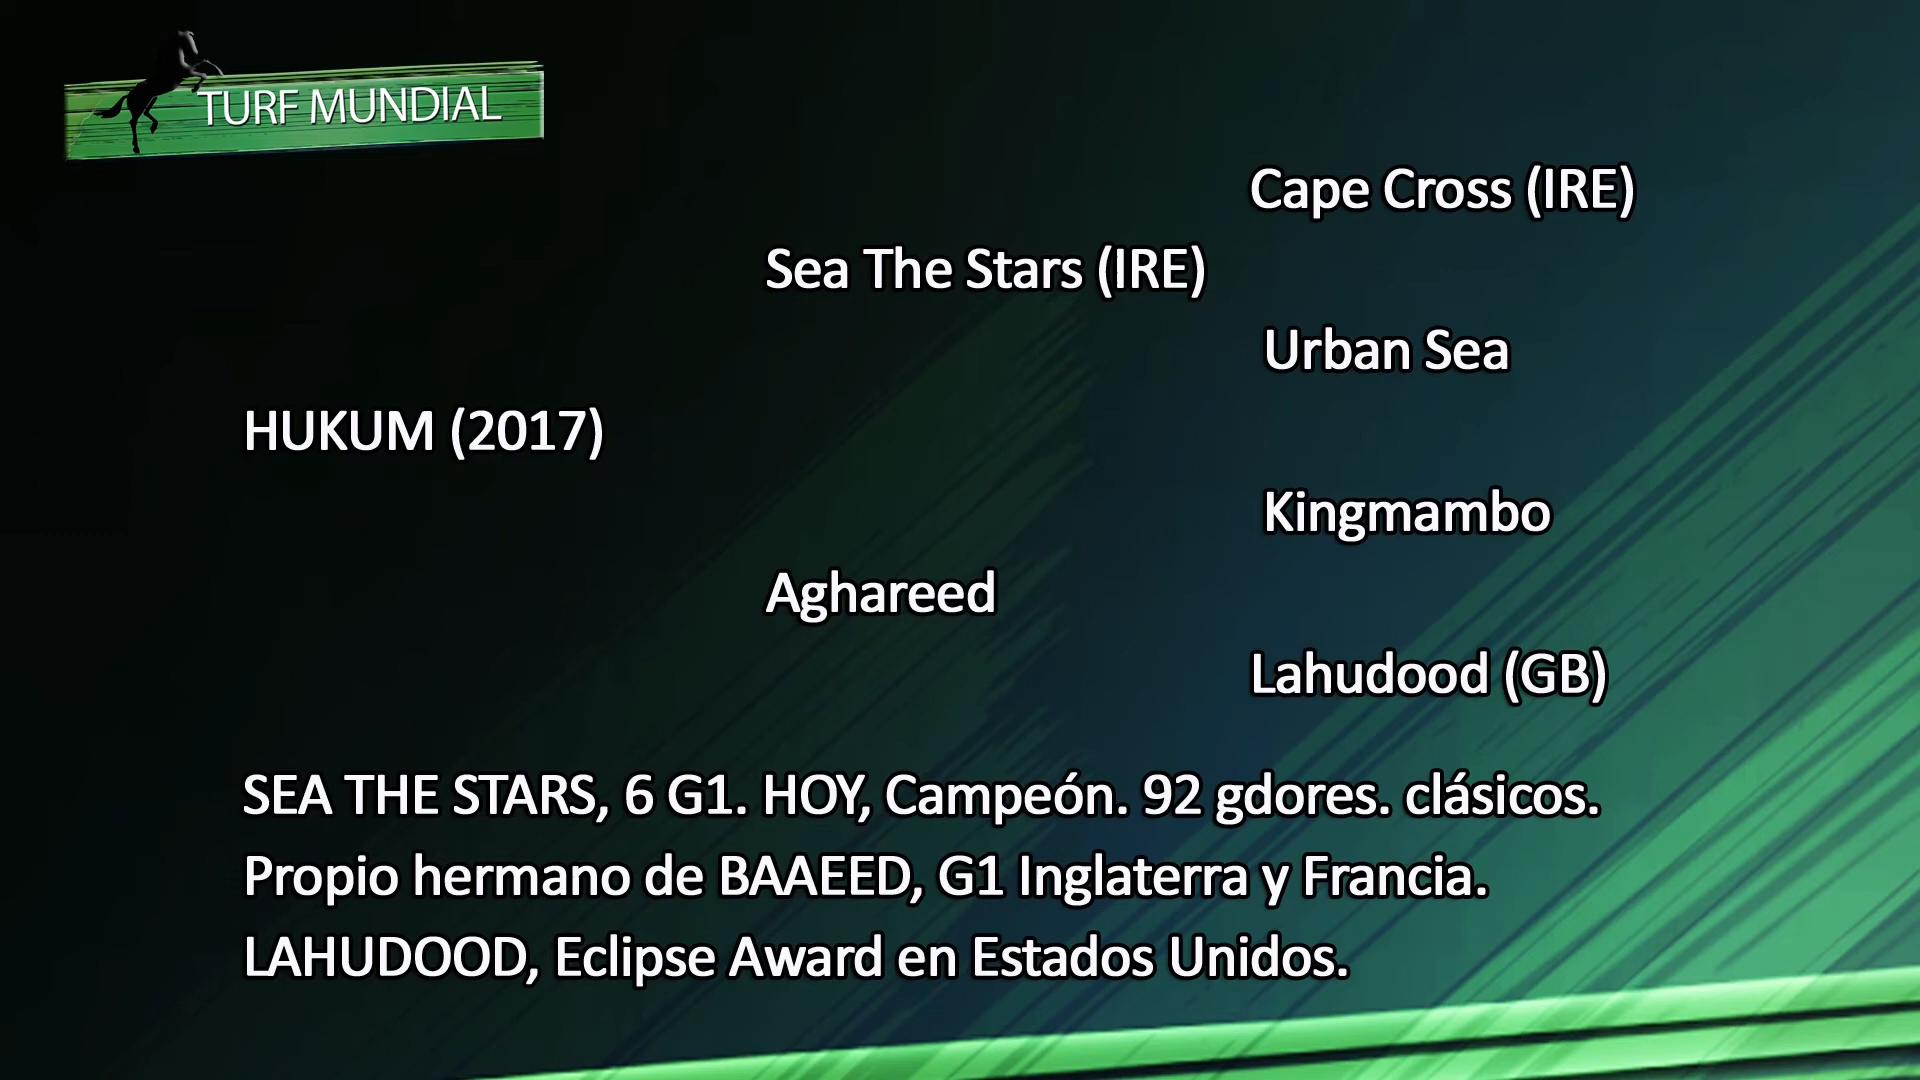 TURF MUNDIAL
Cape Cross (IRE)
Sea The Stars (IRE)
Urban Sea
HUKUM (2017)
Kingmambo
Aghareed
Lahudood (GB)
SEA THE STARS, 6 G1. HOY, Campeón. 92 gdores. clásicos.
Propio hermano de BAAEED, G1 Inglaterra y Francia.
LAHUDOOD, Eclipse Award en Estados Unidos.